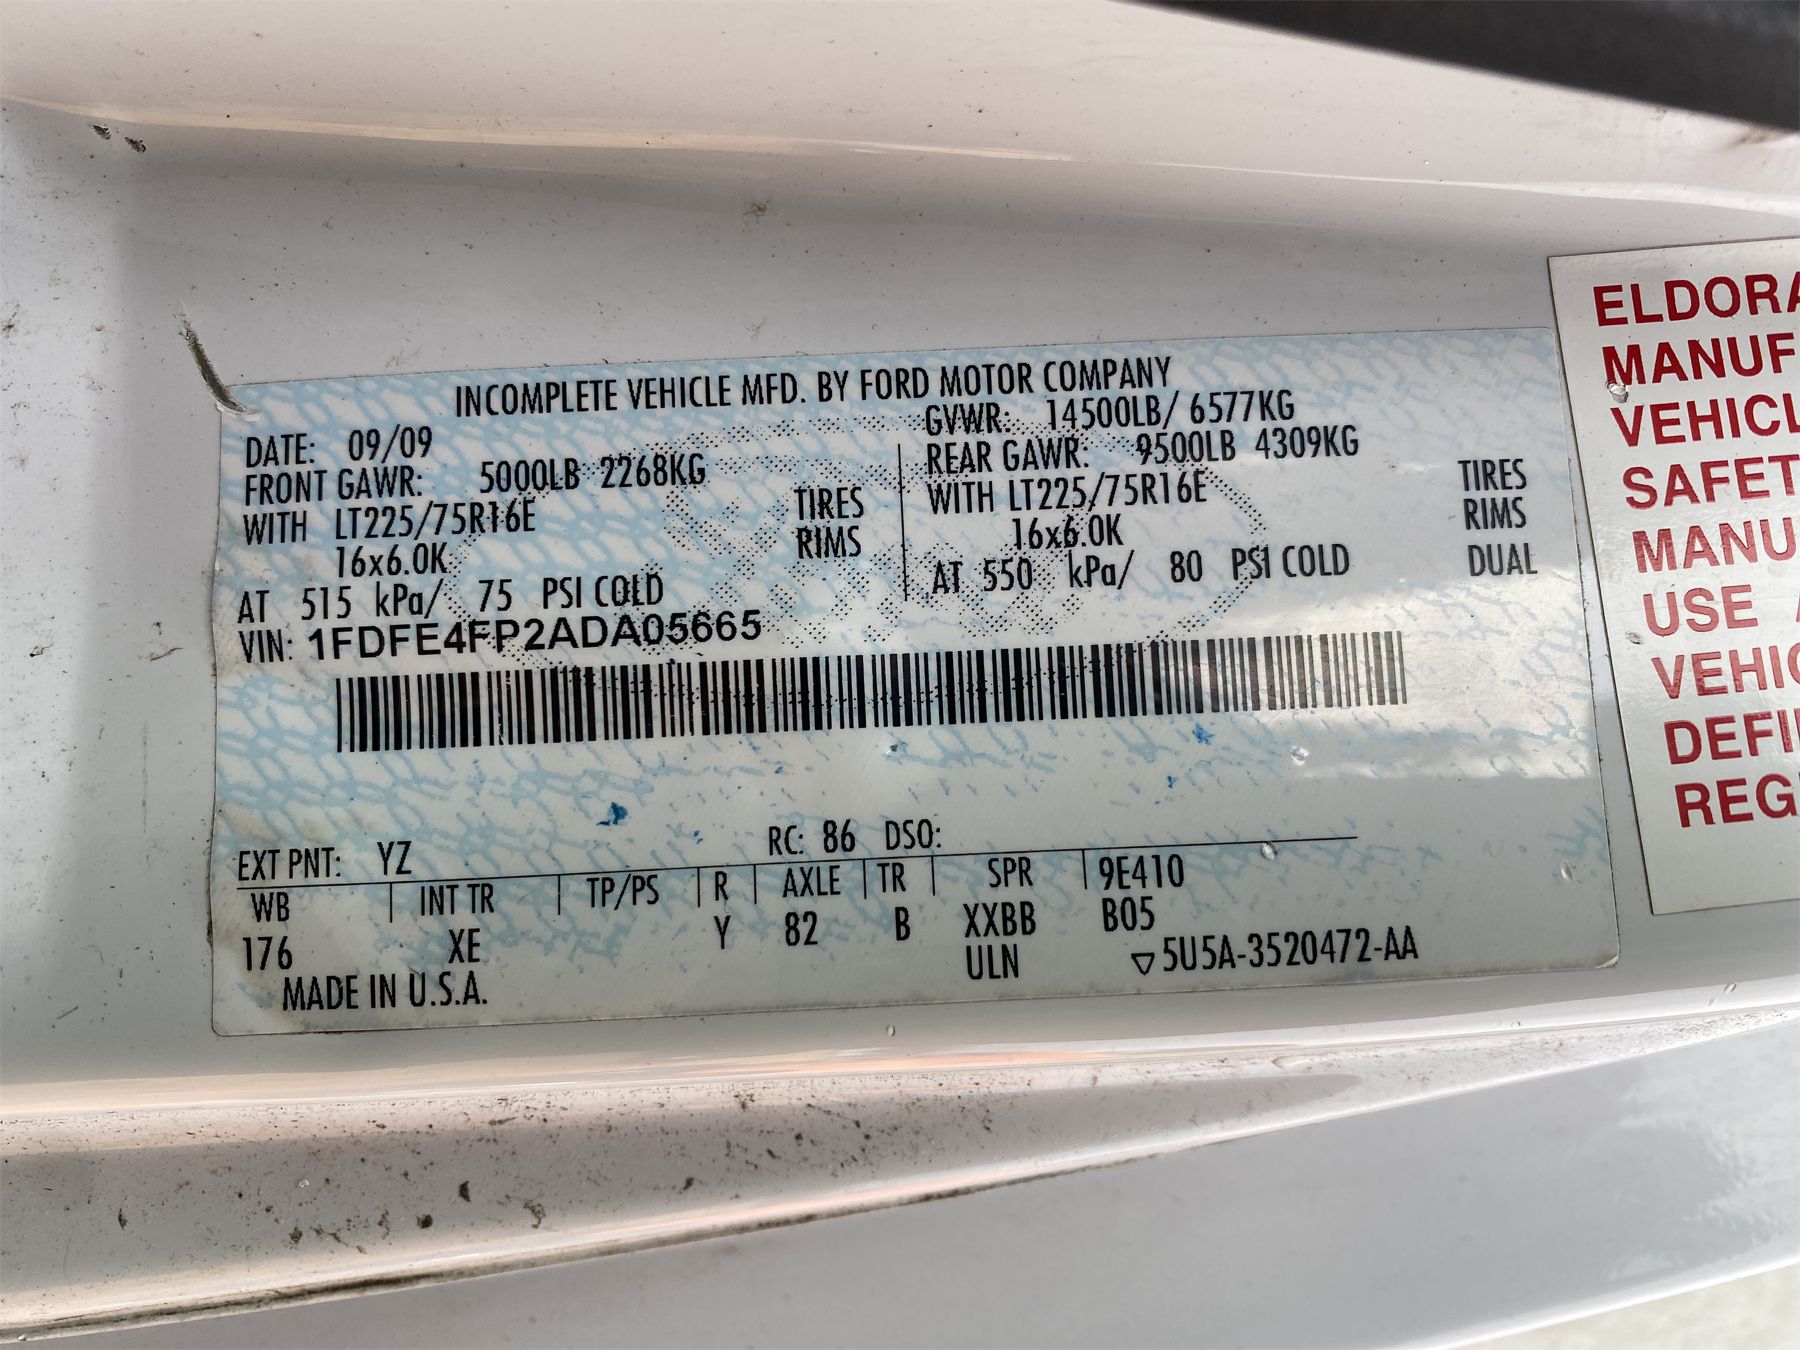 INCOMPLETE VEHICLE MFD. BY FORD MOTOR COMPANY
DATE: 09/09
GVWR: 14500LB/ 6577KG
FRONT GAWR: 5000LB 2268KG
REAR GAWR: 9500LB 4309KG
WITH LT225/75R16E TIRES
WITH LT225/75R16E TIRES
16x6.0K RIMS
16x6.0K RIMS
AT 515 kPa/ 75 PSI COLD
AT 550 kPa/ 80 PSI COLD DUAL
VIN: 1FDFE4FP2ADA05665
EXT PNT: YZ RC: 86 DSO:
WB INT TR TP/PS R AXLE TR SPR 9E410
176 XE Y 82 B XXBB B05
ULN ▽5U5A-3520472-AA
MADE IN U.S.A.
ELDORA
MANUF
VEHICL
SAFET
MANU
USE
VEHIC
DEFI
REG